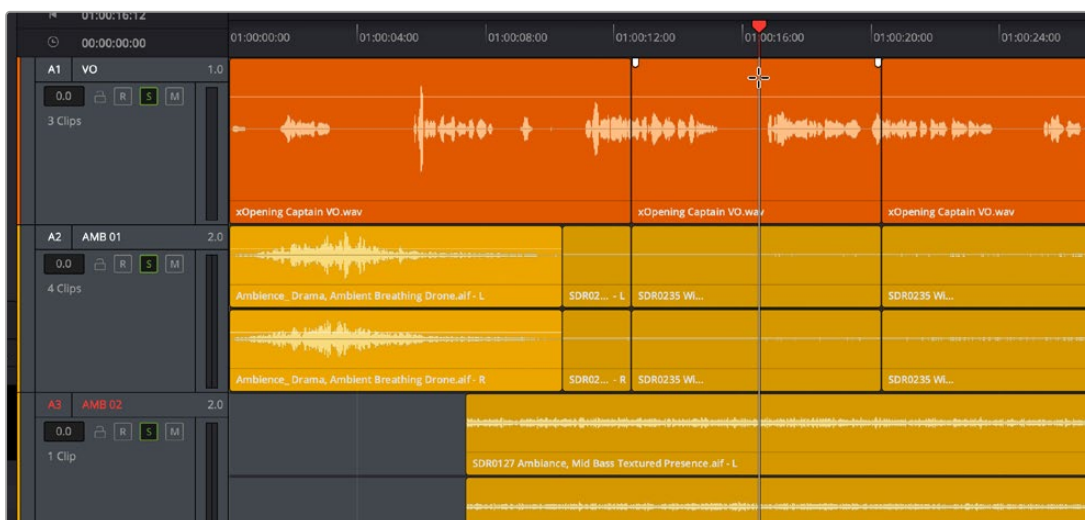 01:00:16:12
00:00:00:00
01:00:00:00 01:00:04:00 01:00:08:00 01:00:12:00 01:00:16:00 01:00:20:00 01:00:24:00
A1 VO 1.0
0.0 R S M
3 Clips
xOpening Captain VO.wav xOpening Captain VO.wav xOpening Captain VO.wav
A2 AMB 01 2.0
0.0 R S M
4 Clips
Ambience_ Drama, Ambient Breathing Drone.aif - L SDR02... - L SDR0235 Wi... SDR0235 Wi...
Ambience_ Drama, Ambient Breathing Drone.aif - R SDR02... - R SDR0235 Wi... SDR0235 Wi...
A3 AMB 02 2.0
0.0 R S M
1 Clip
SDR0127 Ambiance, Mid Bass Textured Presence.aif - L